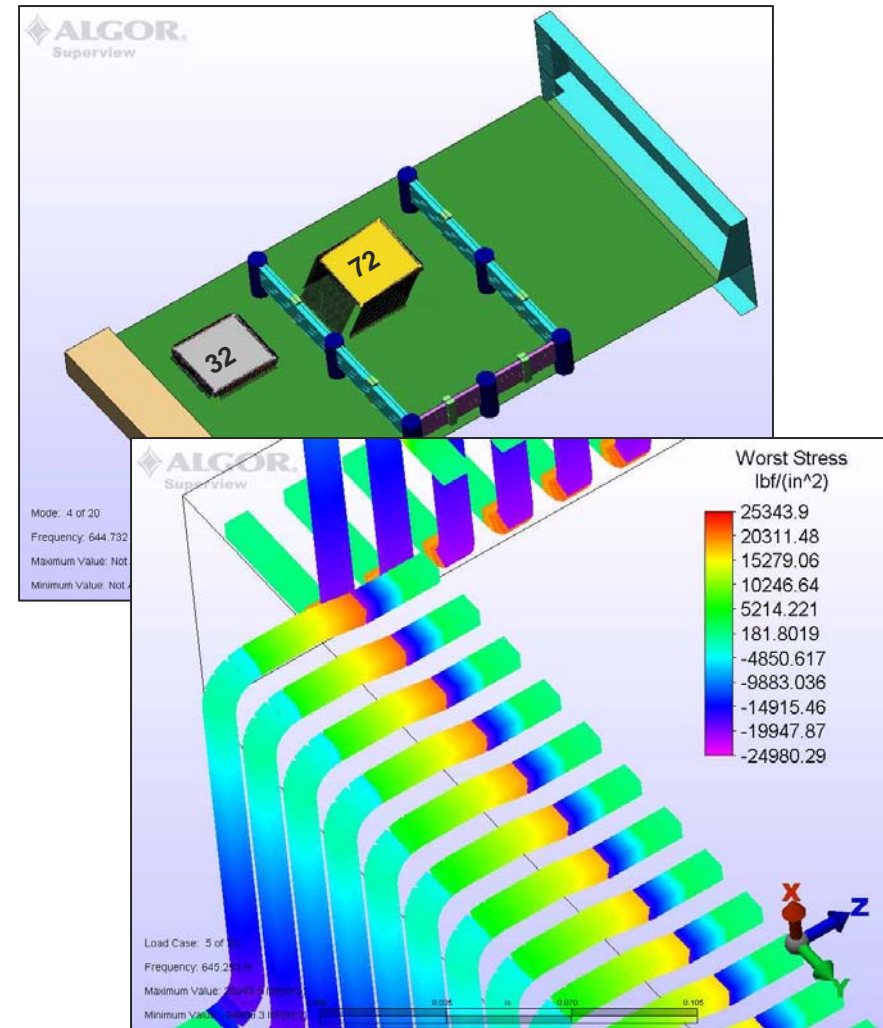 ALGOR.
Superview
72
32
Mode: 4 of 20
Frequency: 644.732
Maximum Value: Not
Minimum Value: Not
ALGOR.
Superview
Worst Stress
lbf/(in^2)
25343.9
20311.48
15279.06
10246.64
5214.221
181.8019
-4850.617
-9883.036
-14915.46
-19947.87
-24980.29
X
Z
Y
Load Case: 5 of
Frequency:
Maximum Value:
Minimum Value:
0.035
in
0.070
0.105